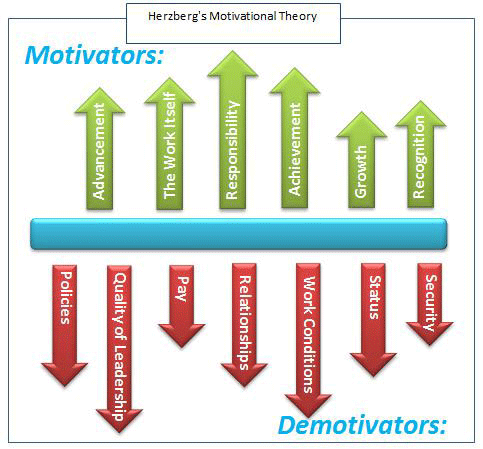 Herzberg's Motivational Theory
Motivators:
Advancement
The Work Itself
Responsibility
Achievement
Growth
Recognition
Policies
Quality of Leadership
Pay
Relationships
Work Conditions
Status
Security
Demotivators: